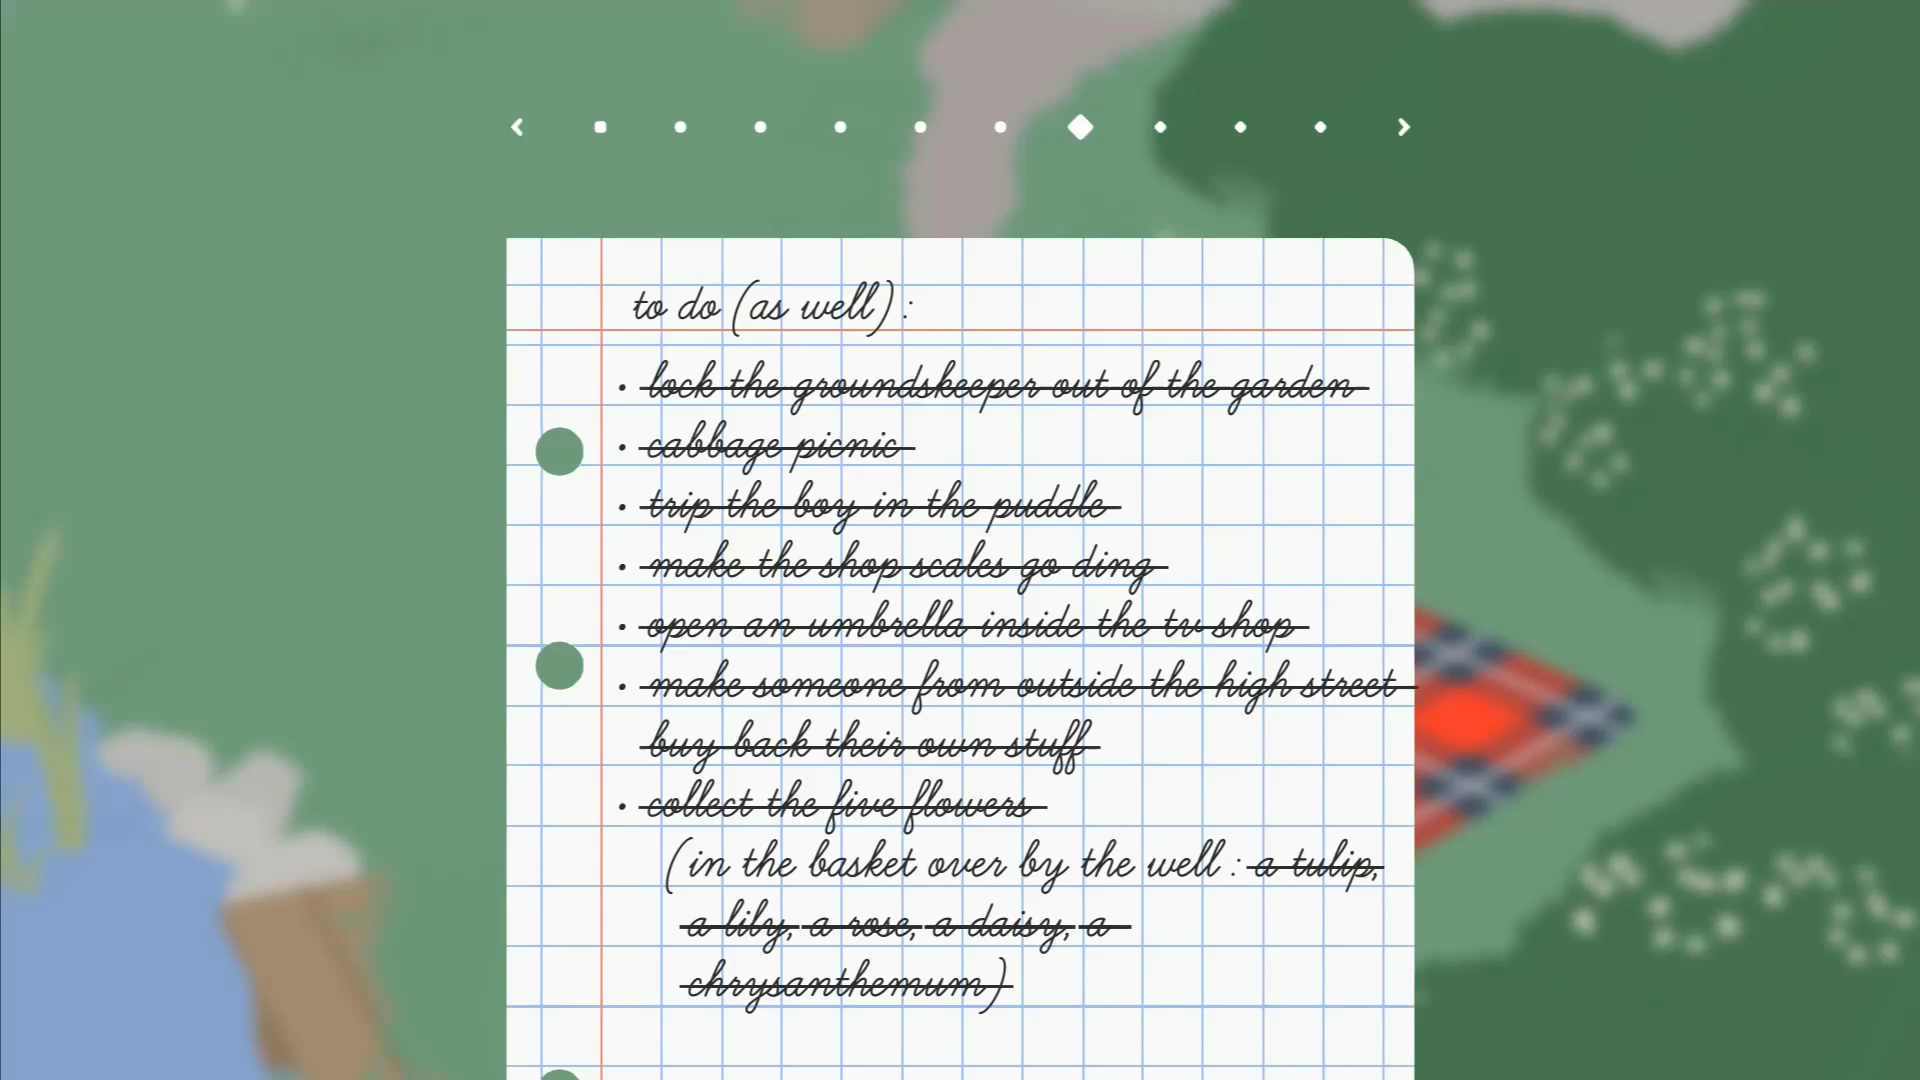 to do (as well) :
• lock the groundskeeper out of the garden
• cabbage picnic
• trip the boy in the puddle
• make the shop scales go ding
• open an umbrella inside the tv shop
• make someone from outside the high street
buy back their own stuff
• collect the five flowers
(in the basket over by the well : a tulip,
a lily, a rose, a daisy, a
chrysanthemum)